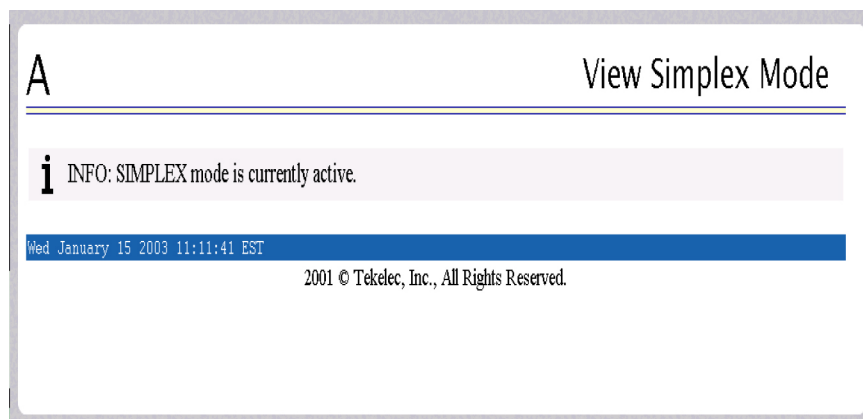 A
View Simplex Mode
i INFO: SIMPLEX mode is currently active.
Wed January 15 2003 11:11:41 EST
2001 © Tekelec, Inc., All Rights Reserved.